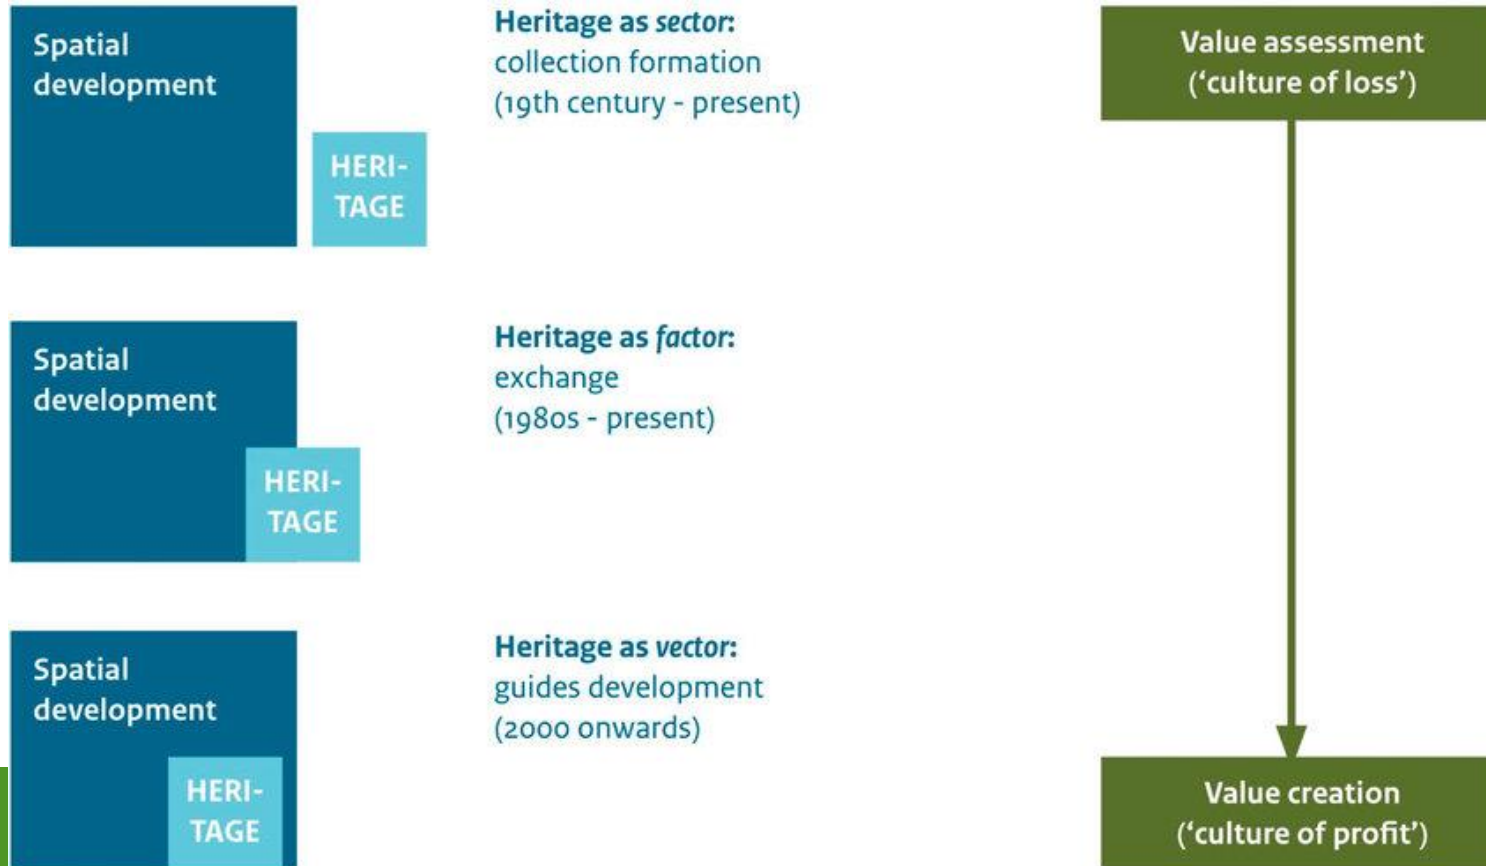 Spatial
development
HERI-
TAGE
Heritage as sector:
collection formation
(19th century - present)
Value assessment
(‘culture of loss’)
Spatial
development
HERI-
TAGE
Heritage as factor:
exchange
(1980s - present)
Spatial
development
HERI-
TAGE
Heritage as vector:
guides development
(2000 onwards)
Value creation
(‘culture of profit’)